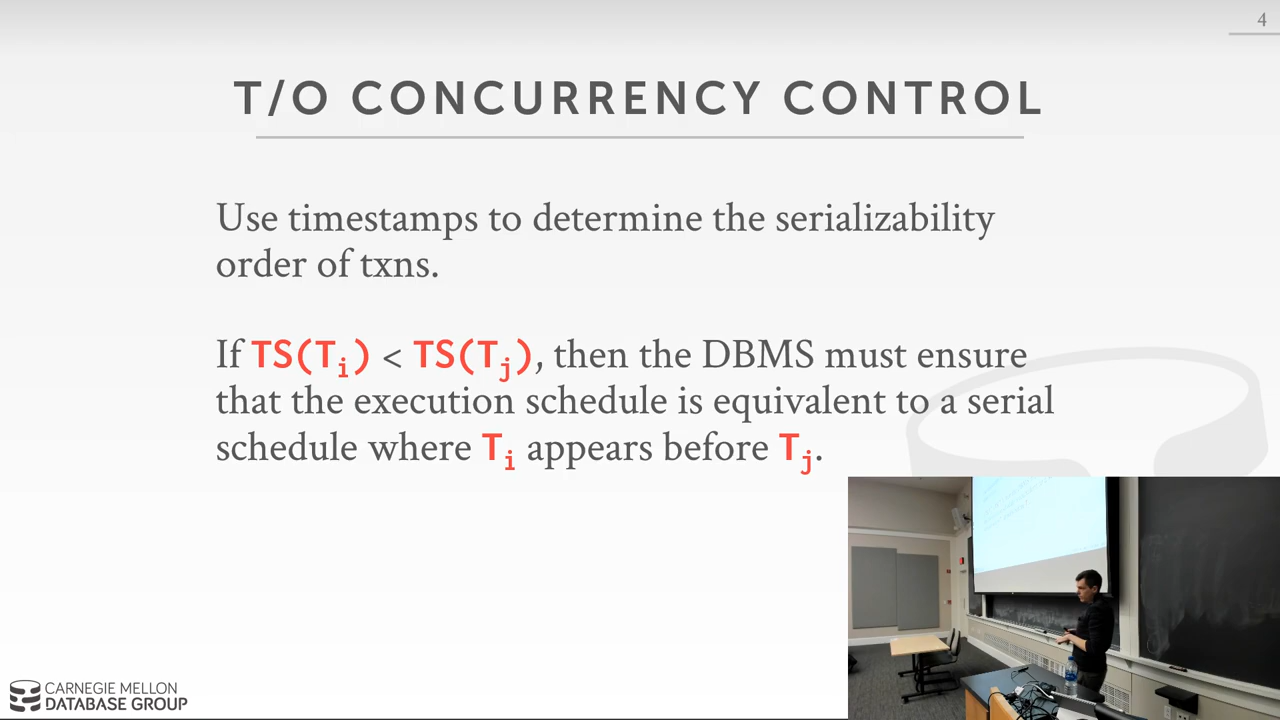 4
T/O CONCURRENCY CONTROL
Use timestamps to determine the serializability
order of txns.
If TS(Ti) < TS(Tj), then the DBMS must ensure
that the execution schedule is equivalent to a serial
schedule where Ti appears before Tj.
CARNEGIE MELLON
DATABASE GROUP